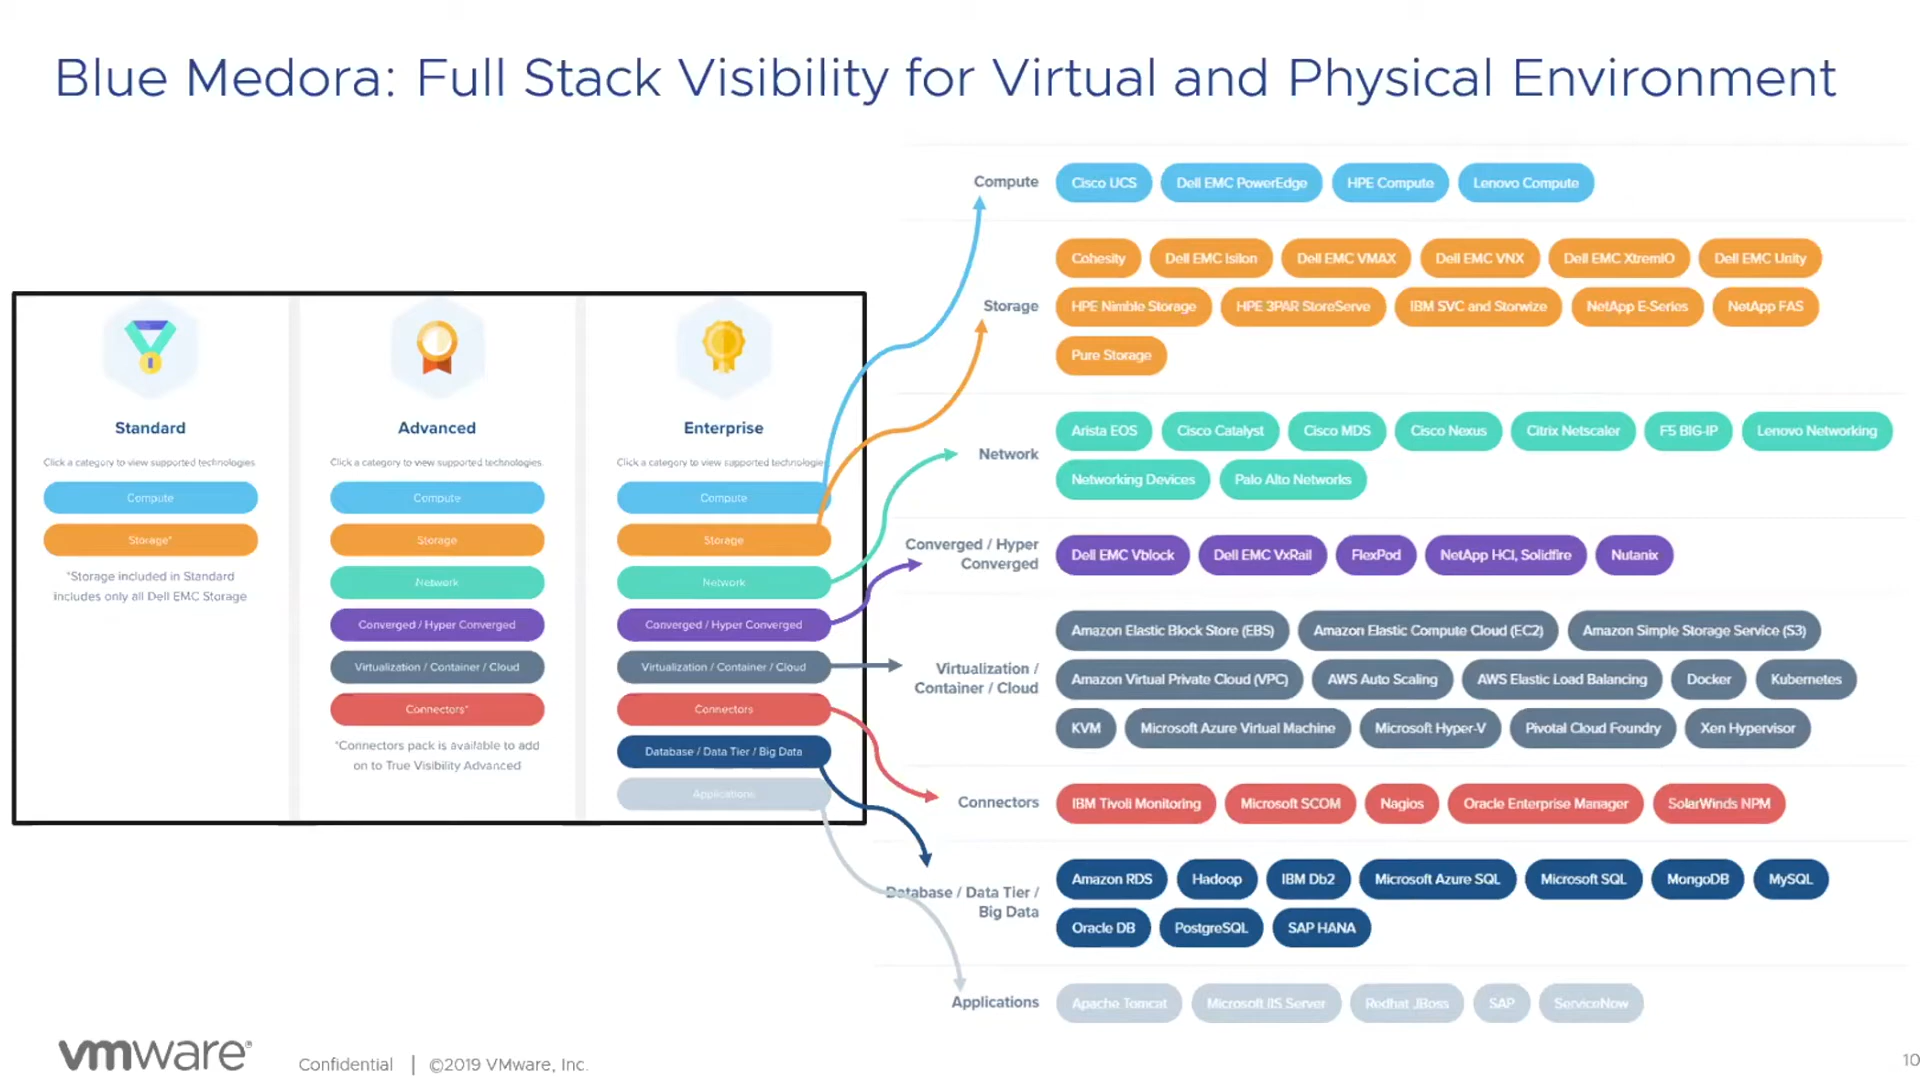 Blue Medora: Full Stack Visibility for Virtual and Physical Environment
Standard
Click a category to view supported technologies
Compute
Storage*
*Storage included in Standard
includes only all Dell EMC Storage
Advanced
Click a category to view supported technologies
Compute
Storage
Network
Converged / Hyper Converged
Virtualization / Container / Cloud
Connectors*
*Connectors pack is available to add
on to True Visibility Advanced
Enterprise
Click a category to view supported technologies
Compute
Storage
Network
Converged / Hyper Converged
Virtualization / Container / Cloud
Connectors
Database / Data Tier / Big Data
Applications
Compute
Cisco UCS Dell EMC PowerEdge HPE Compute Lenovo Compute
Storage
Cohesity Dell EMC Isilon Dell EMC VMAX Dell EMC VNX Dell EMC XtremIO Dell EMC Unity
HPE Nimble Storage HPE 3PAR StoreServe IBM SVC and Storwize NetApp E-Series NetApp FAS
Pure Storage
Network
Arista EOS Cisco Catalyst Cisco MDS Cisco Nexus Citrix Netscaler F5 BIG-IP Lenovo Networking
Networking Devices Palo Alto Networks
Converged / Hyper
Converged
Dell EMC Vblock Dell EMC VxRail FlexPod NetApp HCI, Solidfire Nutanix
Virtualization /
Container / Cloud
Amazon Elastic Block Store (EBS) Amazon Elastic Compute Cloud (EC2) Amazon Simple Storage Service (S3)
Amazon Virtual Private Cloud (VPC) AWS Auto Scaling AWS Elastic Load Balancing Docker Kubernetes
KVM Microsoft Azure Virtual Machine Microsoft Hyper-V Pivotal Cloud Foundry Xen Hypervisor
Connectors
IBM Tivoli Monitoring Microsoft SCOM Nagios Oracle Enterprise Manager SolarWinds NPM
Database / Data Tier /
Big Data
Amazon RDS Hadoop IBM Db2 Microsoft Azure SQL Microsoft SQL MongoDB MySQL
Oracle DB PostgreSQL SAP HANA
Applications
Apache Tomcat Microsoft IIS Server Redhat JBoss SAP ServiceNow
vmware®
Confidential | ©2019 VMware, Inc.
10